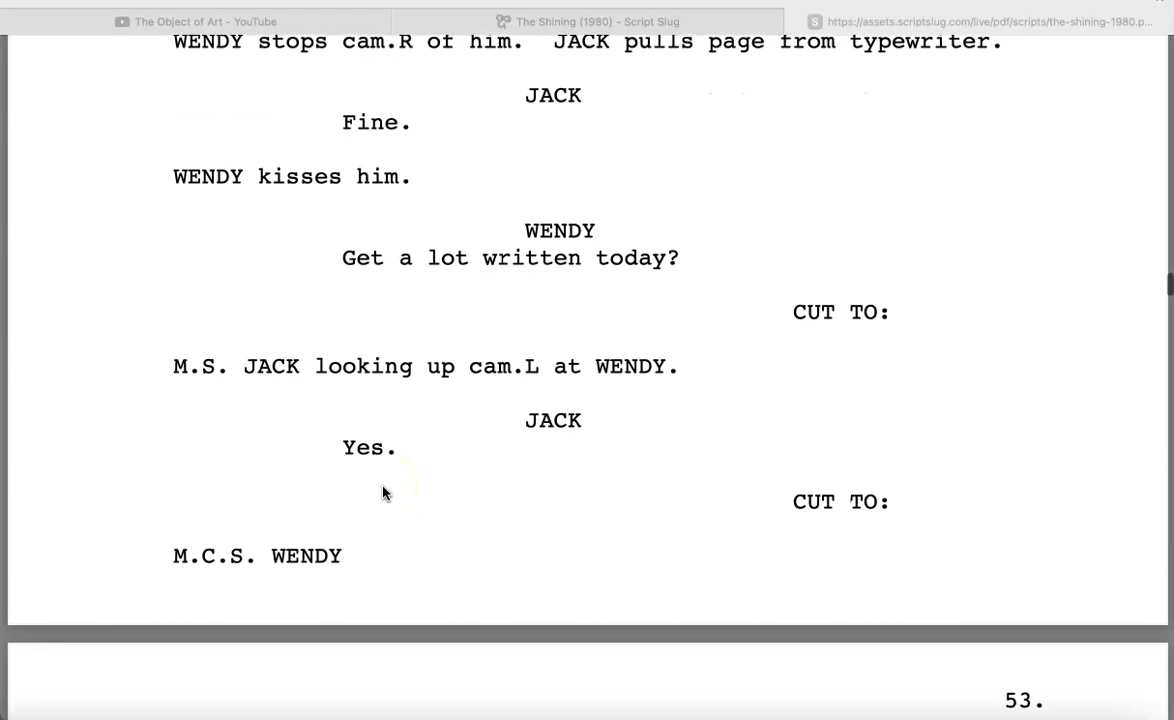 The Object of Art - YouTube
The Shining (1980) - Script Slug
S https://assets.scriptslug.com/live/pdf/scripts/the-shining-1980.p...
WENDY stops cam.R of him. JACK pulls page from typewriter.
JACK
Fine.
WENDY kisses him.
WENDY
Get a lot written today?
CUT TO:
M.S. JACK looking up cam.L at WENDY.
JACK
Yes.
CUT TO:
M.C.S. WENDY
53.